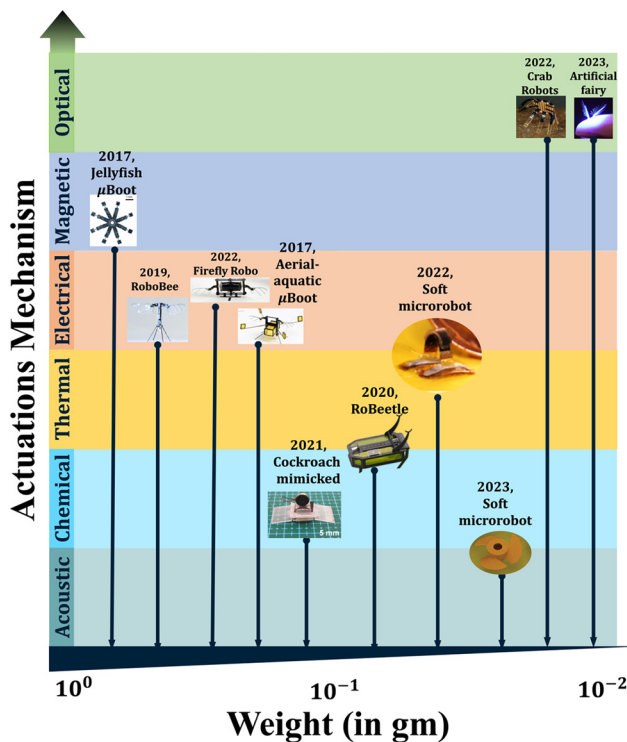 Actuations Mechanism
Optical
Magnetic
Electrical
Thermal
Chemical
Acoustic
2022,
Crab
Robots
2023,
Artificial
fairy
2017,
Jellyfish
μBoot
2019,
RoboBee
2022,
Firefly Robo
2017,
Aerial-
aquatic
μBoot
2022,
Soft
microrobot
2020,
RoBeetle
2021,
Cockroach
mimicked
5 mm
2023,
Soft
microrobot
10⁰
10⁻¹
10⁻²
Weight (in gm)